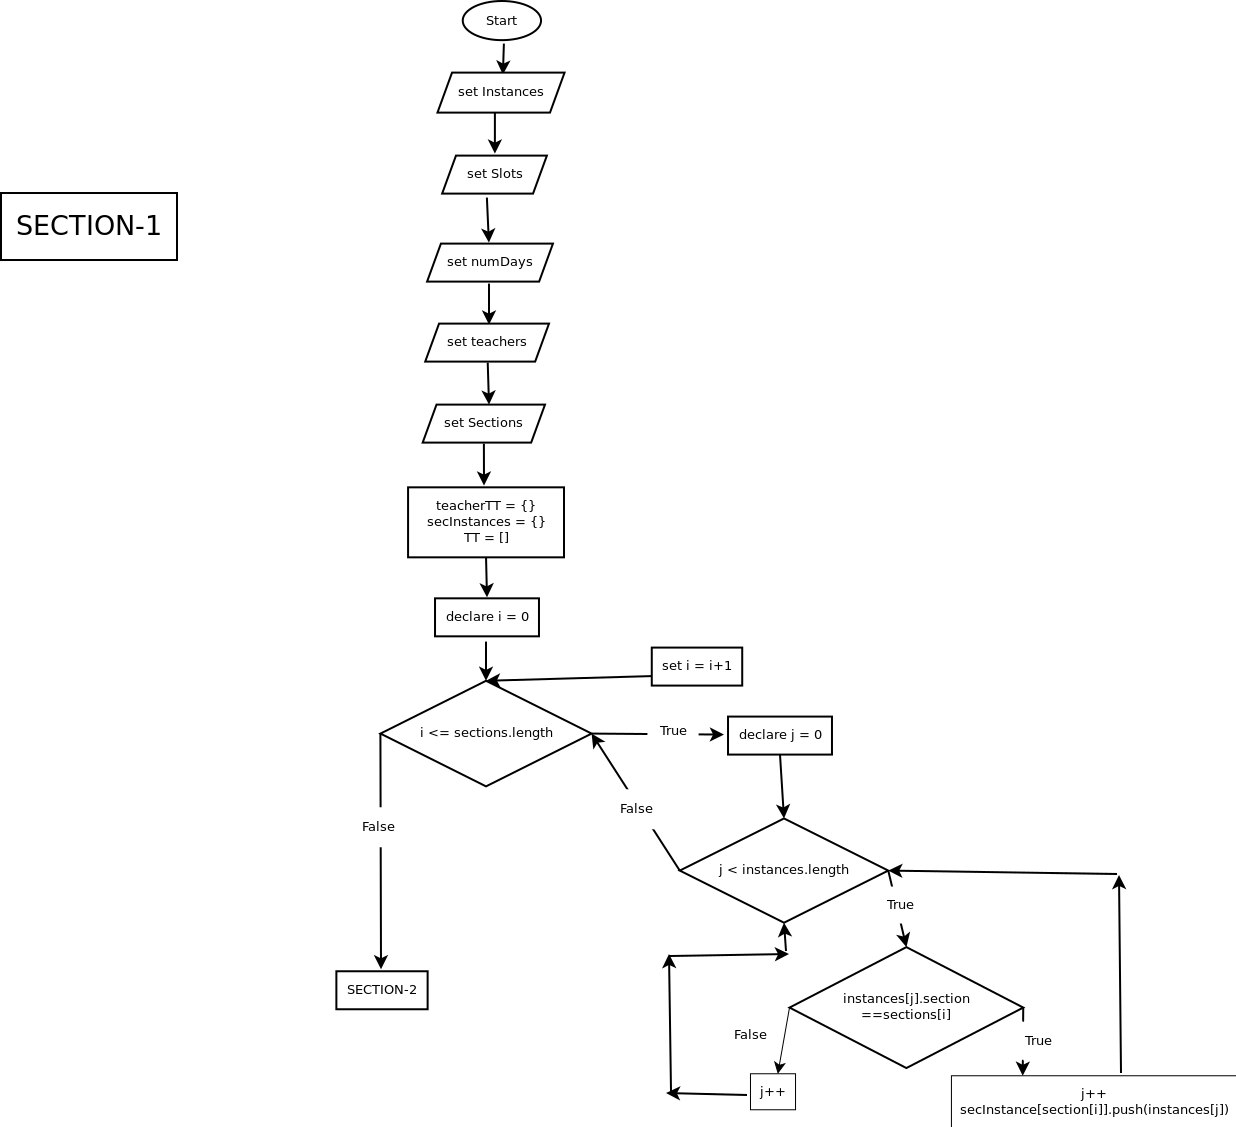 Start
set Instances
set Slots
SECTION-1
set numDays
set teachers
set Sections
teacherTT = {}
secInstances = {}
TT = []
declare i = 0
set i = i+1
i <= sections.length
True
declare j = 0
False
False
j < instances.length
True
SECTION-2
instances[j].section
==sections[i]
False
True
j++
j++
secInstance[section[i]].push(instances[j])